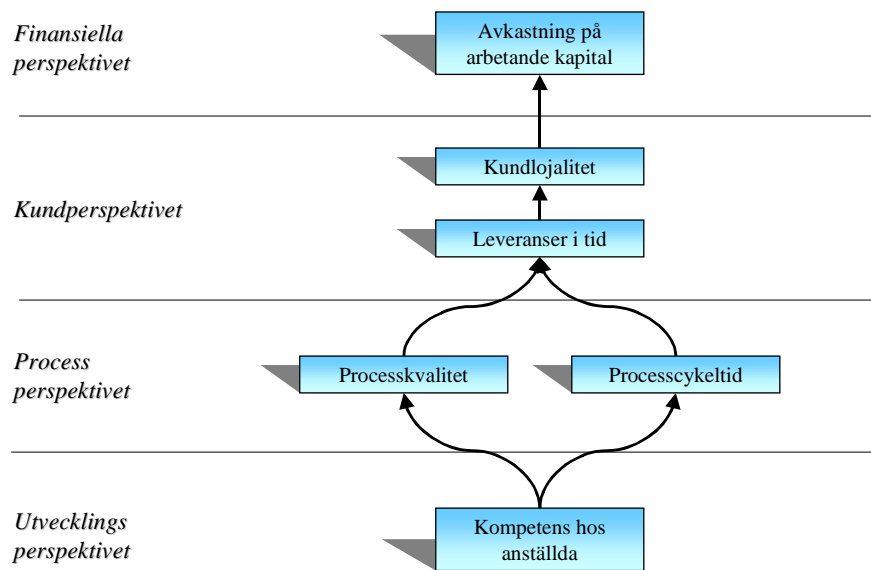 Finansiella
perspektivet
Avkastning på
arbetande kapital
Kundperspektivet
Kundlojalitet
Leveranser i tid
Process
perspektivet
Processkvalitet
Processcykeltid
Utvecklings
perspektivet
Kompetens hos
anställda